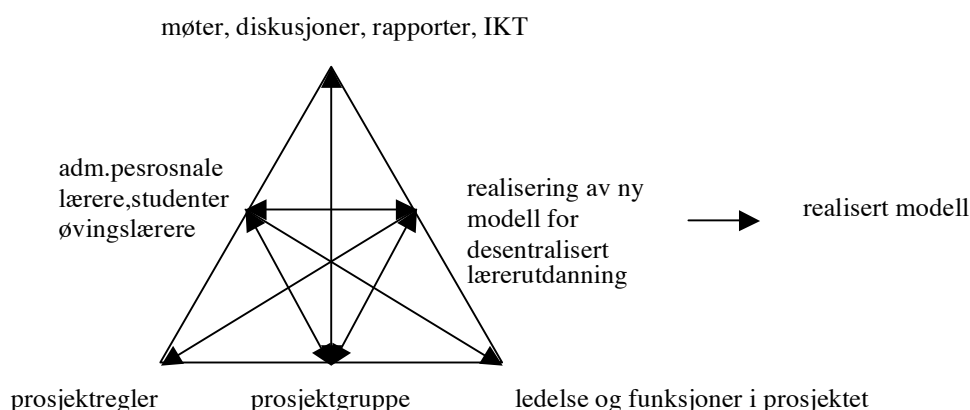 møter, diskusjoner, rapporter, IKT
adm.pesrosnale
lærere,studenter
øvingslærere
realisering av ny
modell for
desentralisert
lærerutdanning
realisert modell
prosjektregler
prosjektgruppe
ledelse og funksjoner i prosjektet